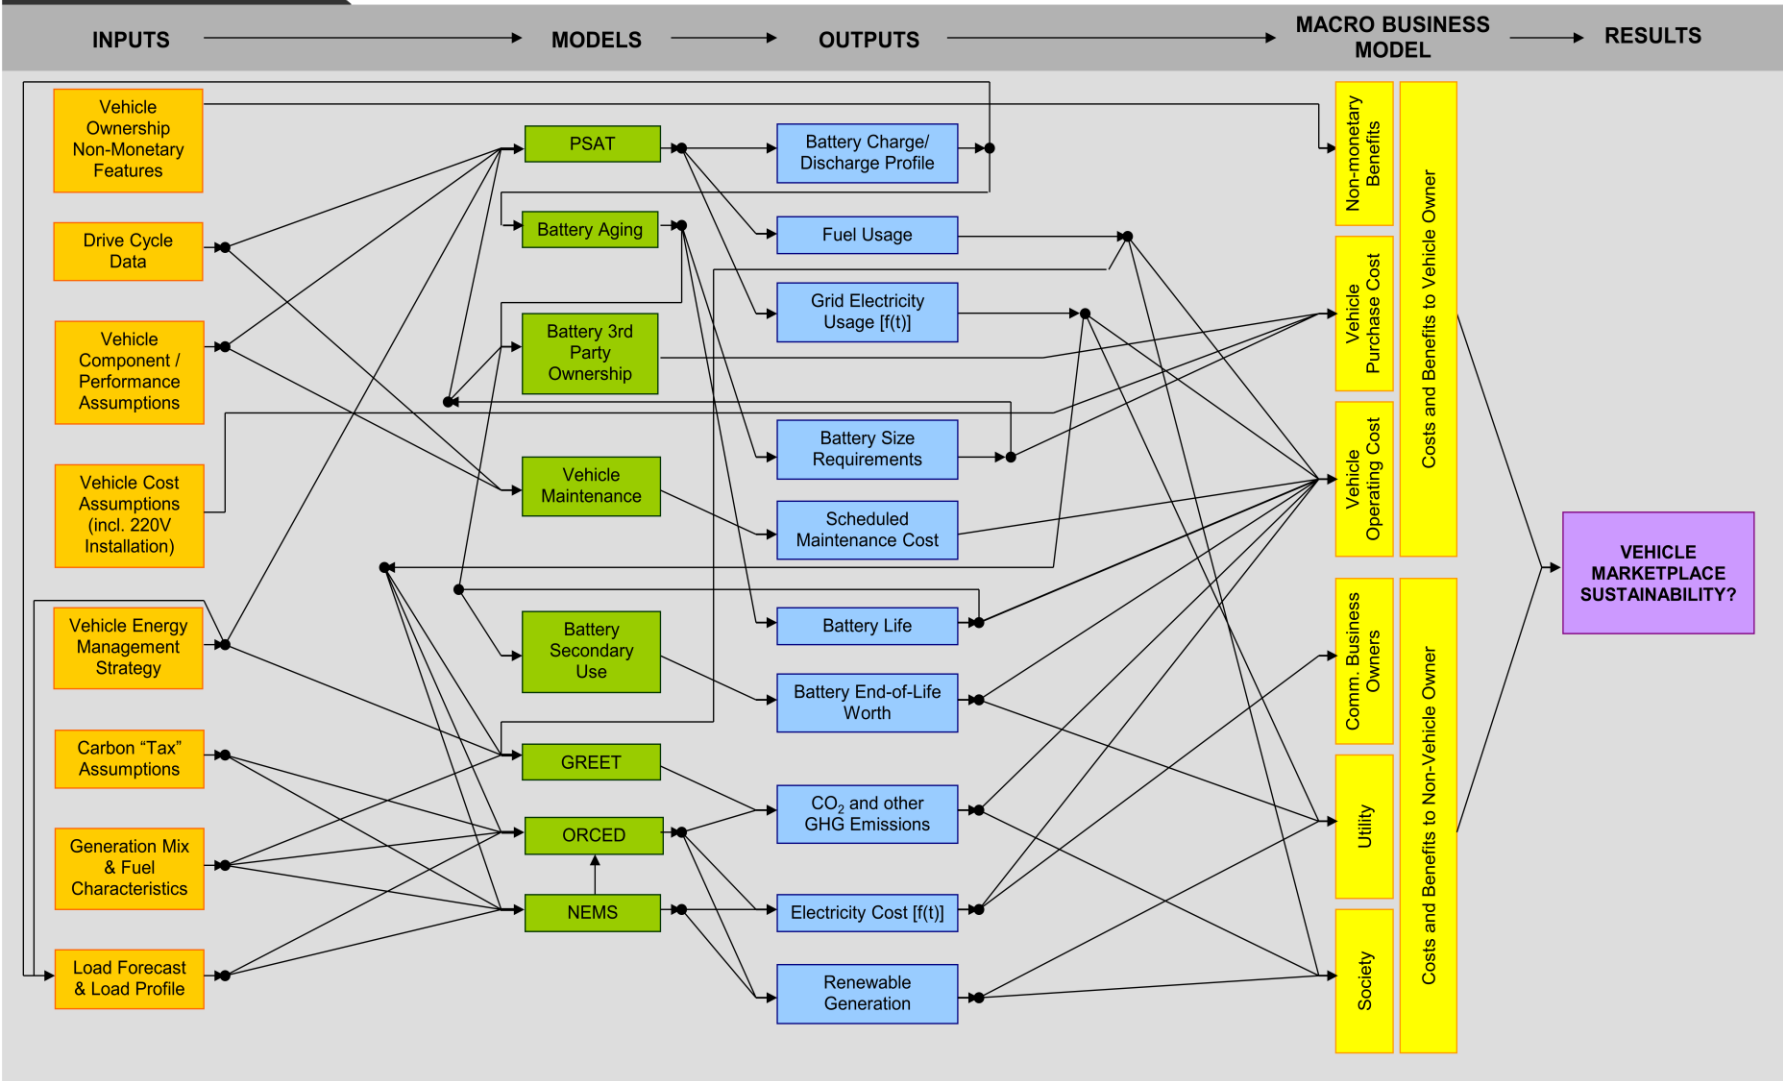 INPUTS
MODELS
OUTPUTS
MACRO BUSINESS
MODEL
RESULTS
Vehicle
Ownership
Non-Monetary
Features
Drive Cycle
Data
Vehicle
Component /
Performance
Assumptions
Vehicle Cost
Assumptions
(incl. 220V
Installation)
Vehicle Energy
Management
Strategy
Carbon “Tax”
Assumptions
Generation Mix
& Fuel
Characteristics
Load Forecast
& Load Profile
PSAT
Battery Aging
Battery 3rd
Party
Ownership
Vehicle
Maintenance
Battery
Secondary
Use
GREET
ORCED
NEMS
Battery Charge/
Discharge Profile
Fuel Usage
Grid Electricity
Usage [f(t)]
Battery Size
Requirements
Scheduled
Maintenance Cost
Battery Life
Battery End-of-Life
Worth
CO₂ and other
GHG Emissions
Electricity Cost [f(t)]
Renewable
Generation
Non-monetary
Benefits
Vehicle
Purchase Cost
Vehicle
Operating Cost
Comm. Business
Owners
Utility
Society
Costs and Benefits to Vehicle Owner
Costs and Benefits to Non-Vehicle Owner
VEHICLE
MARKETPLACE
SUSTAINABILITY?